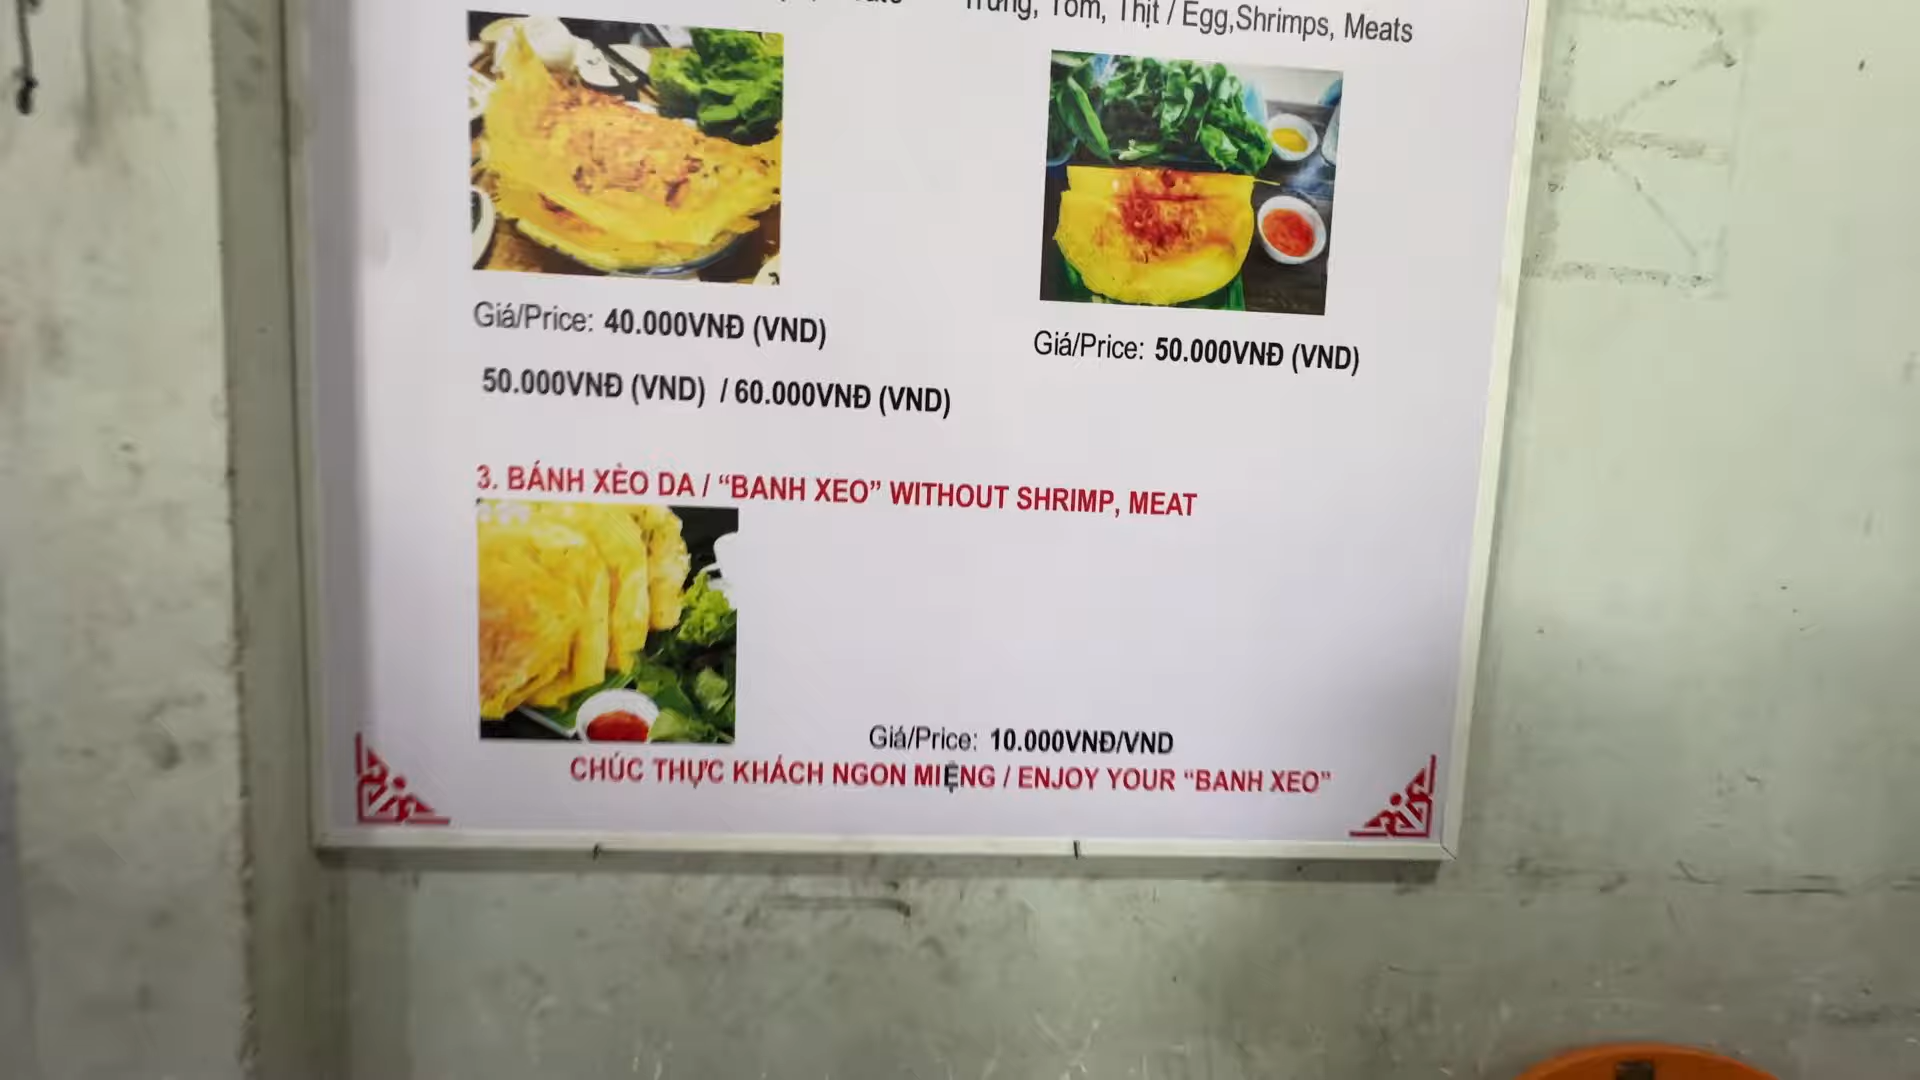 Trứng, Tôm, Thịt / Egg,Shrimps, Meats
Giá/Price: 40.000VNĐ (VND)
Giá/Price: 50.000VNĐ (VND)
50.000VNĐ (VND) / 60.000VNĐ (VND)
3. BÁNH XÈO DA / “BANH XEO” WITHOUT SHRIMP, MEAT
Giá/Price: 10.000VNĐ/VND
CHÚC THỰC KHÁCH NGON MIỆNG / ENJOY YOUR “BANH XEO”